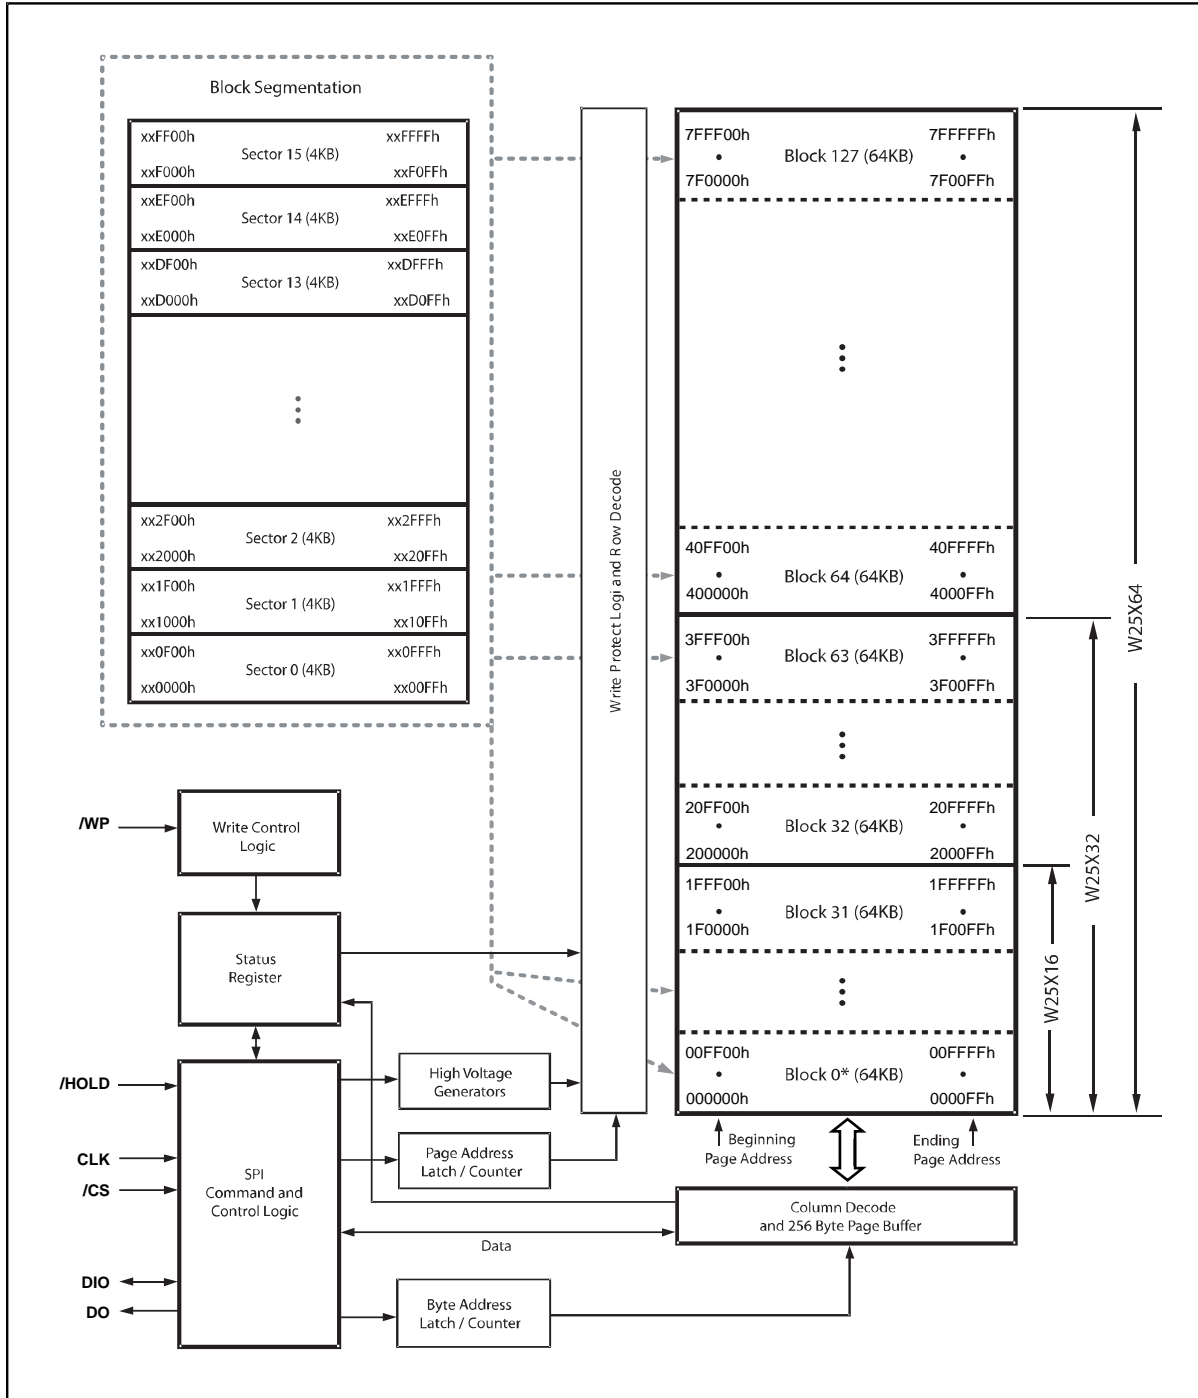 Block Segmentation
xxFF00h xxFFFFh
Sector 15 (4KB)
xxF000h xxF0FFh
xxEF00h xxEFFFh
Sector 14 (4KB)
xxE000h xxE0FFh
xxDF00h xxDFFFh
Sector 13 (4KB)
xxD000h xxD0FFh
xx2F00h xx2FFFh
Sector 2 (4KB)
xx2000h xx20FFh
xx1F00h xx1FFFh
Sector 1 (4KB)
xx1000h xx10FFh
xx0F00h xx0FFFh
Sector 0 (4KB)
xx0000h xx00FFh
Write Protect Logi and Row Decode
7FFF00h 7FFFFFh
Block 127 (64KB)
7F0000h 7F00FFh
40FF00h 40FFFFh
Block 64 (64KB)
400000h 4000FFh
3FFF00h 3FFFFFh
Block 63 (64KB)
3F0000h 3F00FFh
20FF00h 20FFFFh
Block 32 (64KB)
200000h 2000FFh
1FFF00h 1FFFFFh
Block 31 (64KB)
1F0000h 1F00FFh
00FF00h 00FFFFh
Block 0* (64KB)
000000h 0000FFh
W25X16
W25X32
W25X64
Beginning
Page Address
Ending
Page Address
/WP
Write Control
Logic
Status
Register
/HOLD
CLK
/CS
DIO
DO
SPI
Command and
Control Logic
High Voltage
Generators
Page Address
Latch / Counter
Column Decode
and 256 Byte Page Buffer
Data
Byte Address
Latch / Counter